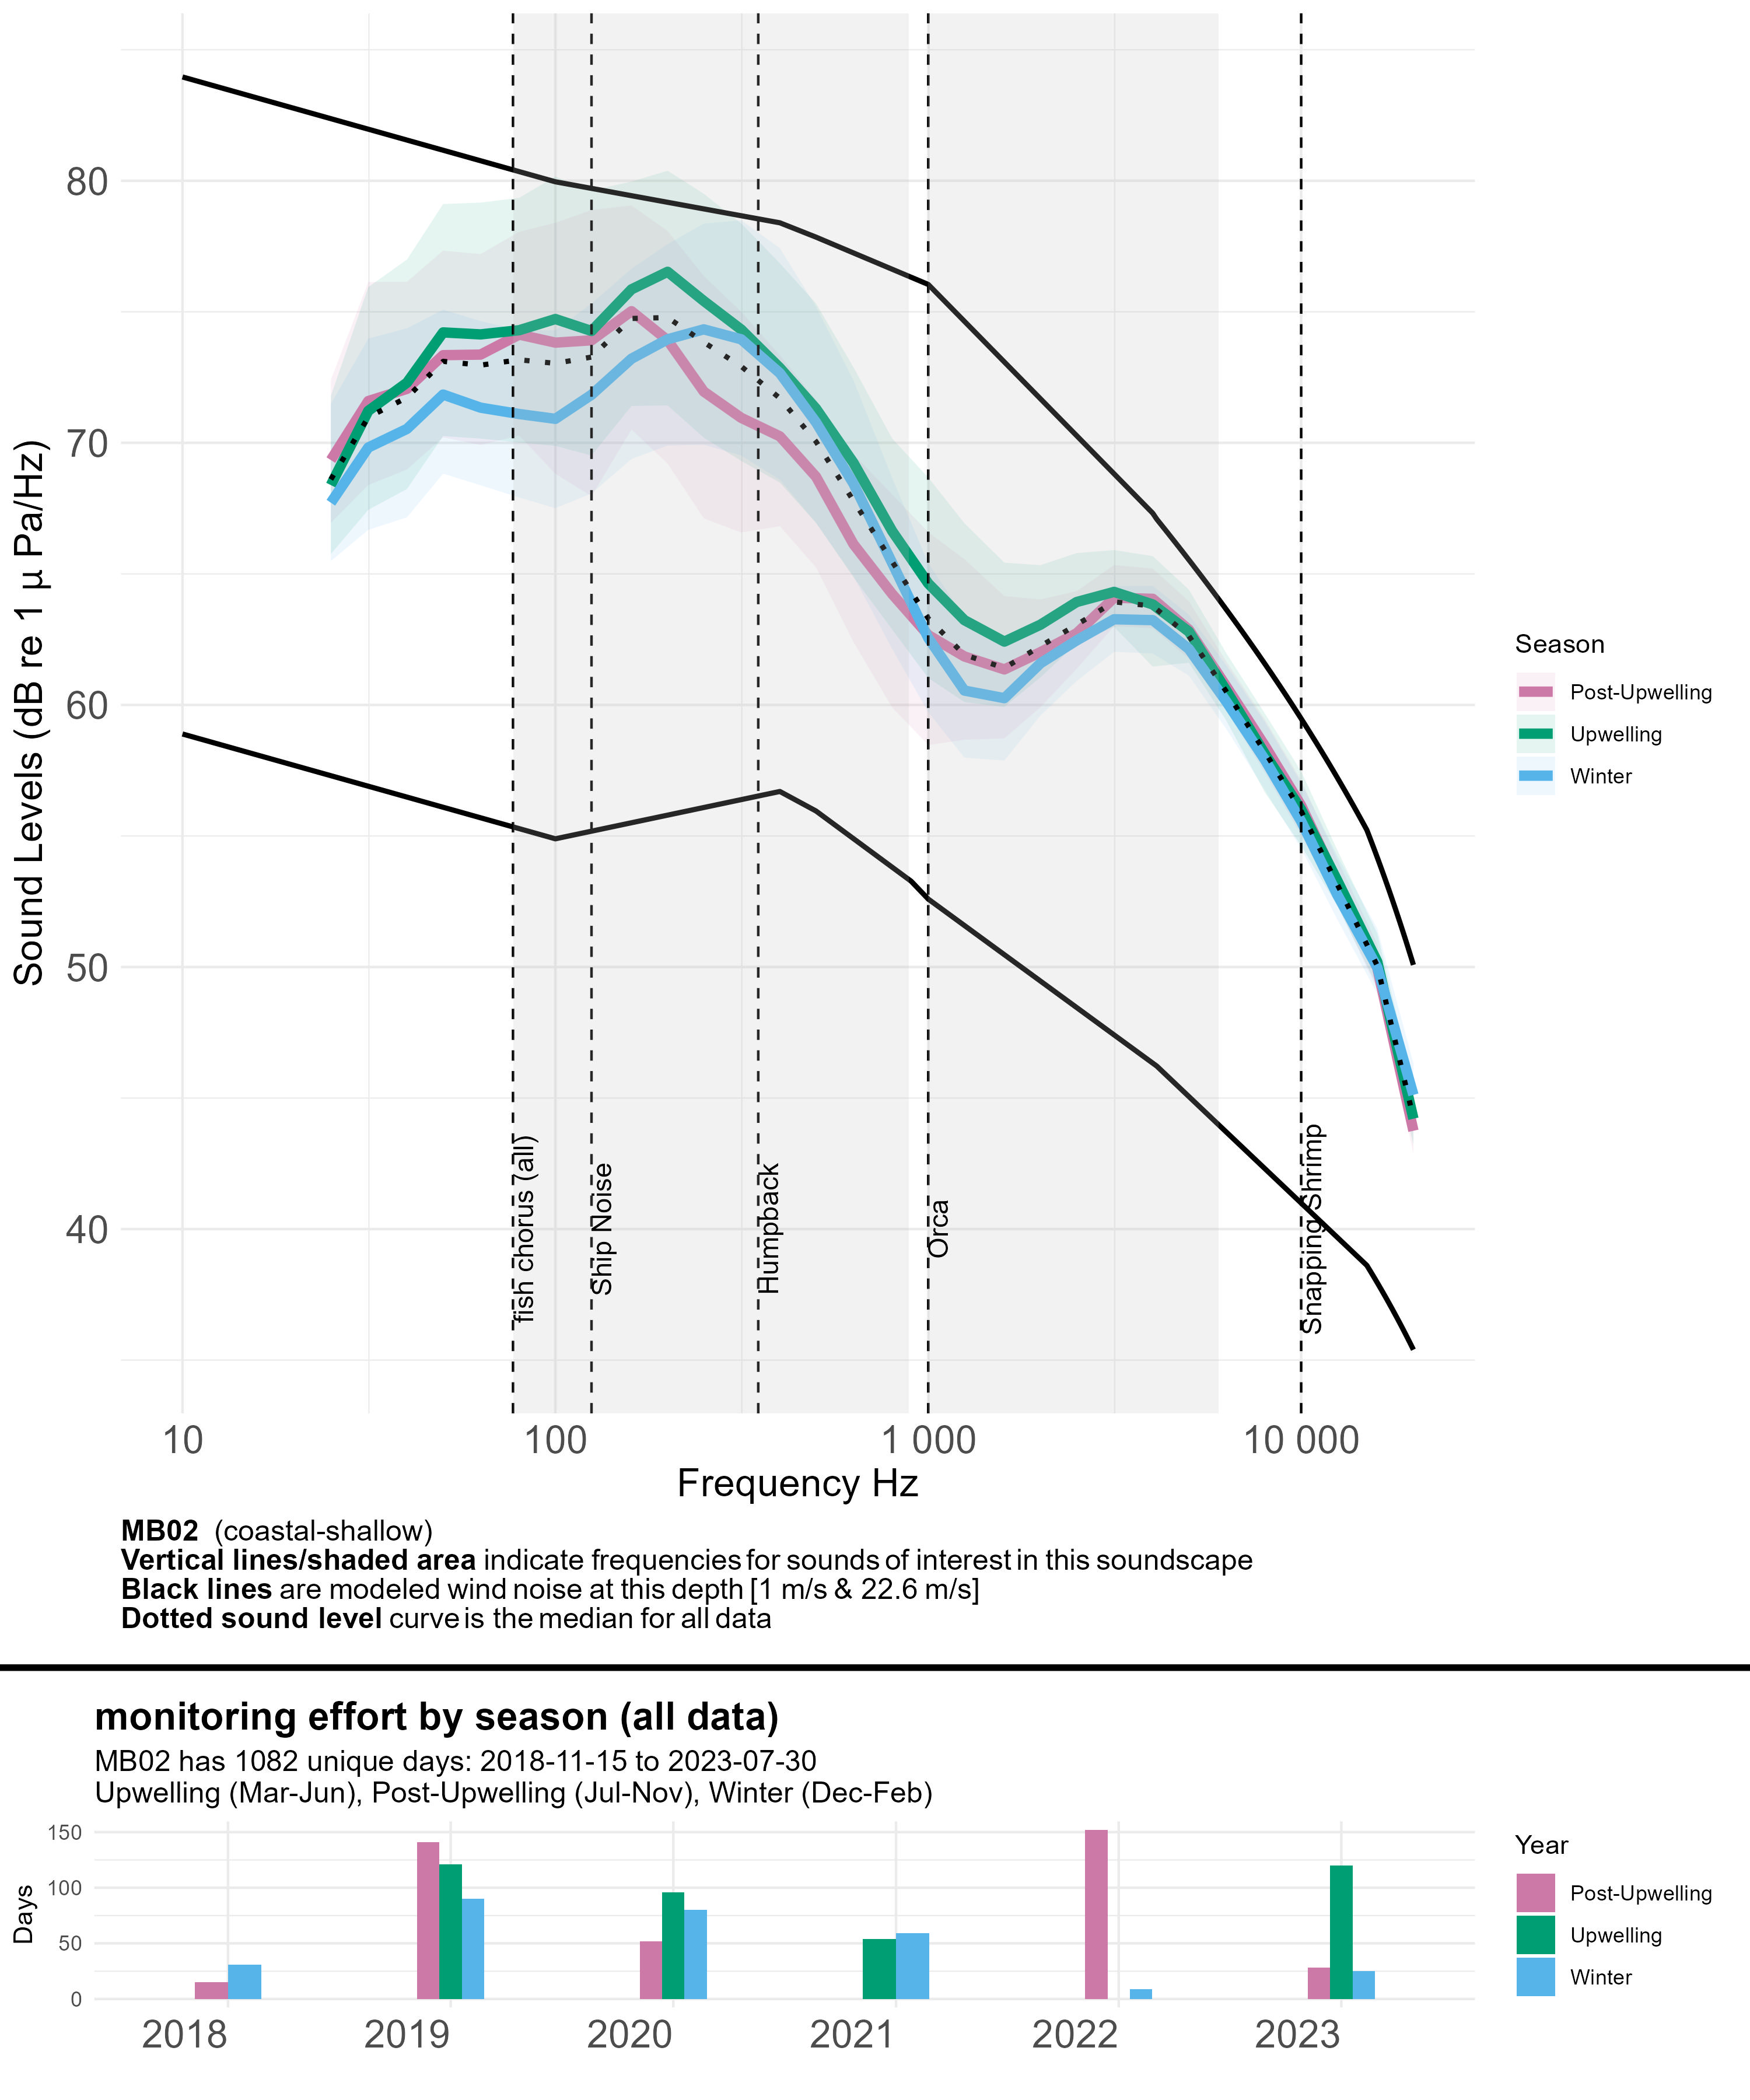 80
70
60
50
40
Sound Levels (dB re 1 µ Pa/Hz)
fish chorus (all)
Ship Noise
Humpback
Orca
Snapping Shrimp
10
100
1 000
10 000
Frequency Hz
Season
Post-Upwelling
Upwelling
Winter
MB02 (coastal-shallow)
Vertical lines/shaded area indicate frequencies for sounds of interest in this soundscape
Black lines are modeled wind noise at this depth [1 m/s & 22.6 m/s]
Dotted sound level curve is the median for all data
monitoring effort by season (all data)
MB02 has 1082 unique days: 2018-11-15 to 2023-07-30
Upwelling (Mar-Jun), Post-Upwelling (Jul-Nov), Winter (Dec-Feb)
150
100
50
0
Days
2018
2019
2020
2021
2022
2023
Year
Post-Upwelling
Upwelling
Winter